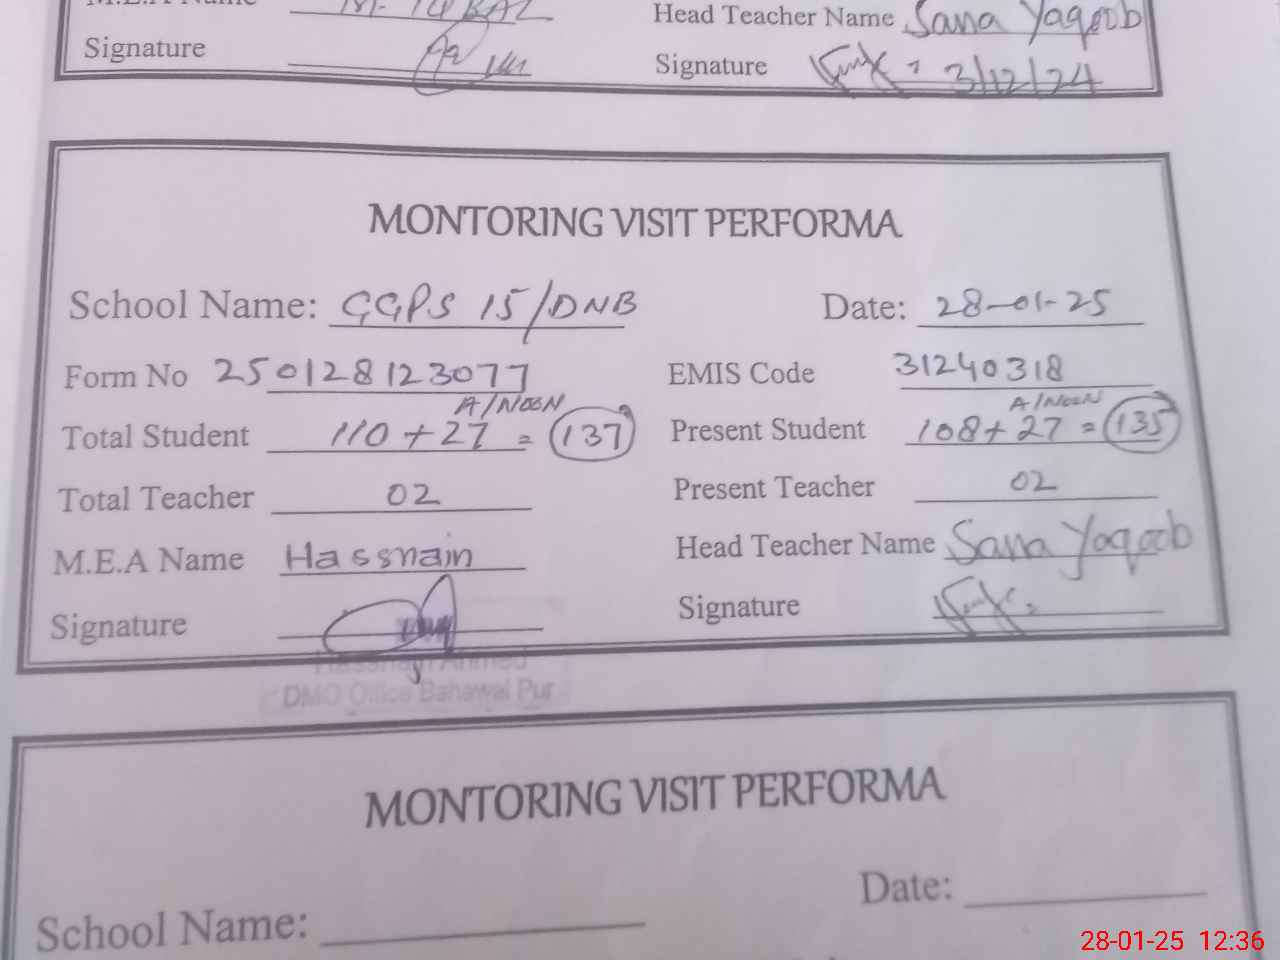 Head Teacher Name Sana Yaqoob
Signature
Signature 3/12/24
MONTORING VISIT PERFORMA
School Name: GGPS 15/DNB Date: 28-01-25
Form No 250128123077 EMIS Code 31240318
A/NOON A/NOON
Total Student 110 + 27 = 137 Present Student 108 + 27 = 135
Total Teacher 02 Present Teacher 02
M.E.A Name Hassnain Head Teacher Name Sana Yaqoob
Signature Signature
Hassnain Ahmed
DMO Office Bahawal Pur
MONTORING VISIT PERFORMA
Date:
School Name:
28-01-25 12:36